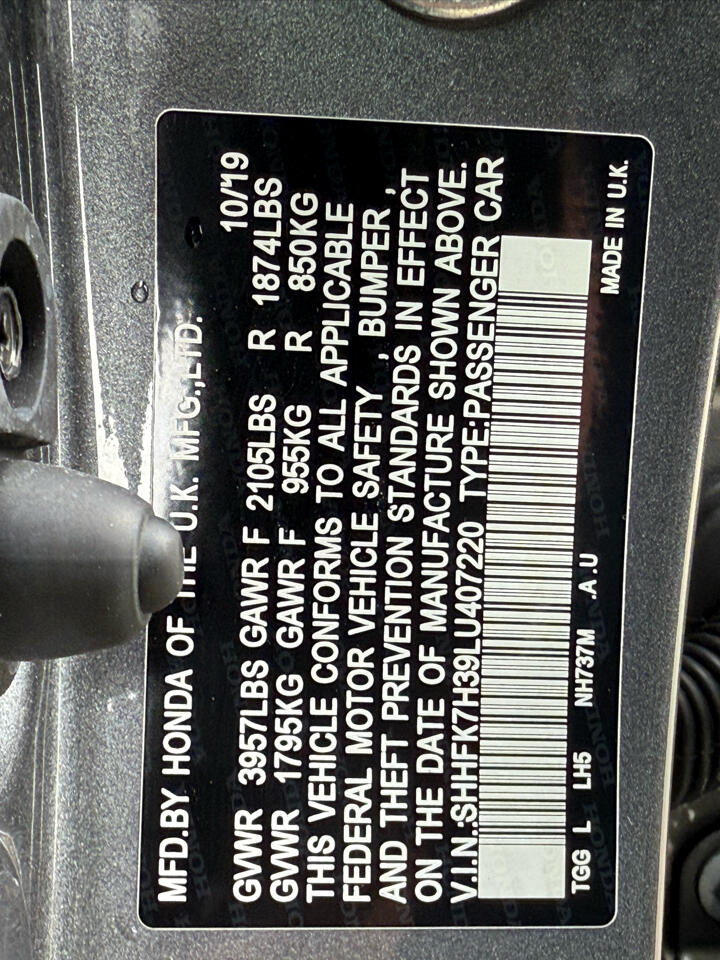 MFD.BY HONDA OF THE U.K. MFG.,LTD. 10/19
GVWR 3957LBS GAWR F 2105LBS R 1874LBS
GVWR 1795KG GAWR F 955KG R 850KG
THIS VEHICLE CONFORMS TO ALL APPLICABLE
FEDERAL MOTOR VEHICLE SAFETY , BUMPER ,
AND THEFT PREVENTION STANDARDS IN EFFECT
ON THE DATE OF MANUFACTURE SHOWN ABOVE.
V.I.N.:SHHFK7H39LU407220 TYPE:PASSENGER CAR
TGG L LH5 NH737M .A .U MADE IN U.K.